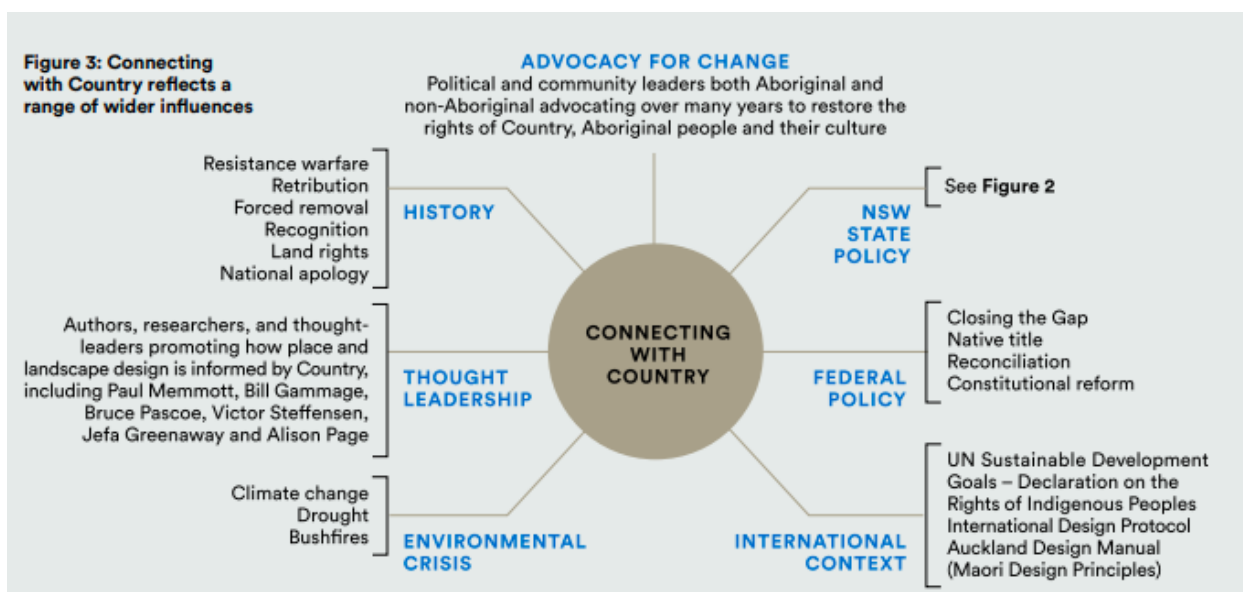 Figure 3: Connecting
with Country reflects a
range of wider influences
ADVOCACY FOR CHANGE
Political and community leaders both Aboriginal and
non-Aboriginal advocating over many years to restore the
rights of Country, Aboriginal people and their culture
Resistance warfare
Retribution
Forced removal
Recognition
Land rights
National apology
HISTORY
Authors, researchers, and thought-
leaders promoting how place and
landscape design is informed by Country,
including Paul Memmott, Bill Gammage,
Bruce Pascoe, Victor Steffensen,
Jefa Greenaway and Alison Page
THOUGHT
LEADERSHIP
Climate change
Drought
Bushfires
ENVIRONMENTAL
CRISIS
CONNECTING
WITH
COUNTRY
NSW
STATE
POLICY
See Figure 2
FEDERAL
POLICY
Closing the Gap
Native title
Reconciliation
Constitutional reform
INTERNATIONAL
CONTEXT
UN Sustainable Development
Goals – Declaration on the
Rights of Indigenous Peoples
International Design Protocol
Auckland Design Manual
(Maori Design Principles)